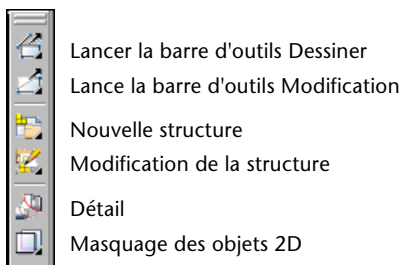 Lancer la barre d'outils Dessiner
Lance la barre d'outils Modification
Nouvelle structure
Modification de la structure
Détail
Masquage des objets 2D